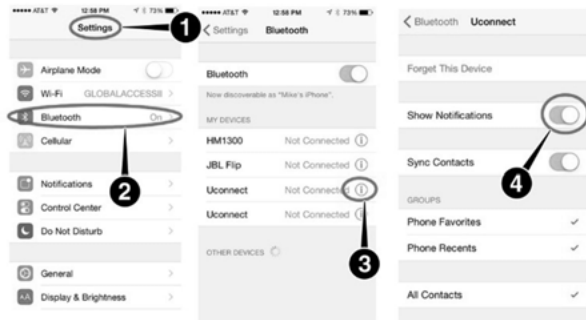 AT&T 12:58 PM 73%
Settings
1
Airplane Mode
Wi-Fi GLOBALACCESSII >
Bluetooth On >
Cellular >
2
Notifications >
Control Center >
Do Not Disturb >
General >
Display & Brightness >
AT&T 12:58 PM 73%
< Settings Bluetooth
Bluetooth
Now discoverable as "Mike's iPhone".
MY DEVICES
HM1300 Not Connected i
JBL Flip Not Connected i
Uconnect Not Connected i
Uconnect Not Connected i
3
OTHER DEVICES
< Bluetooth Uconnect
Forget This Device
Show Notifications
4
Sync Contacts
GROUPS
Phone Favorites ✓
Phone Recents ✓
All Contacts ✓